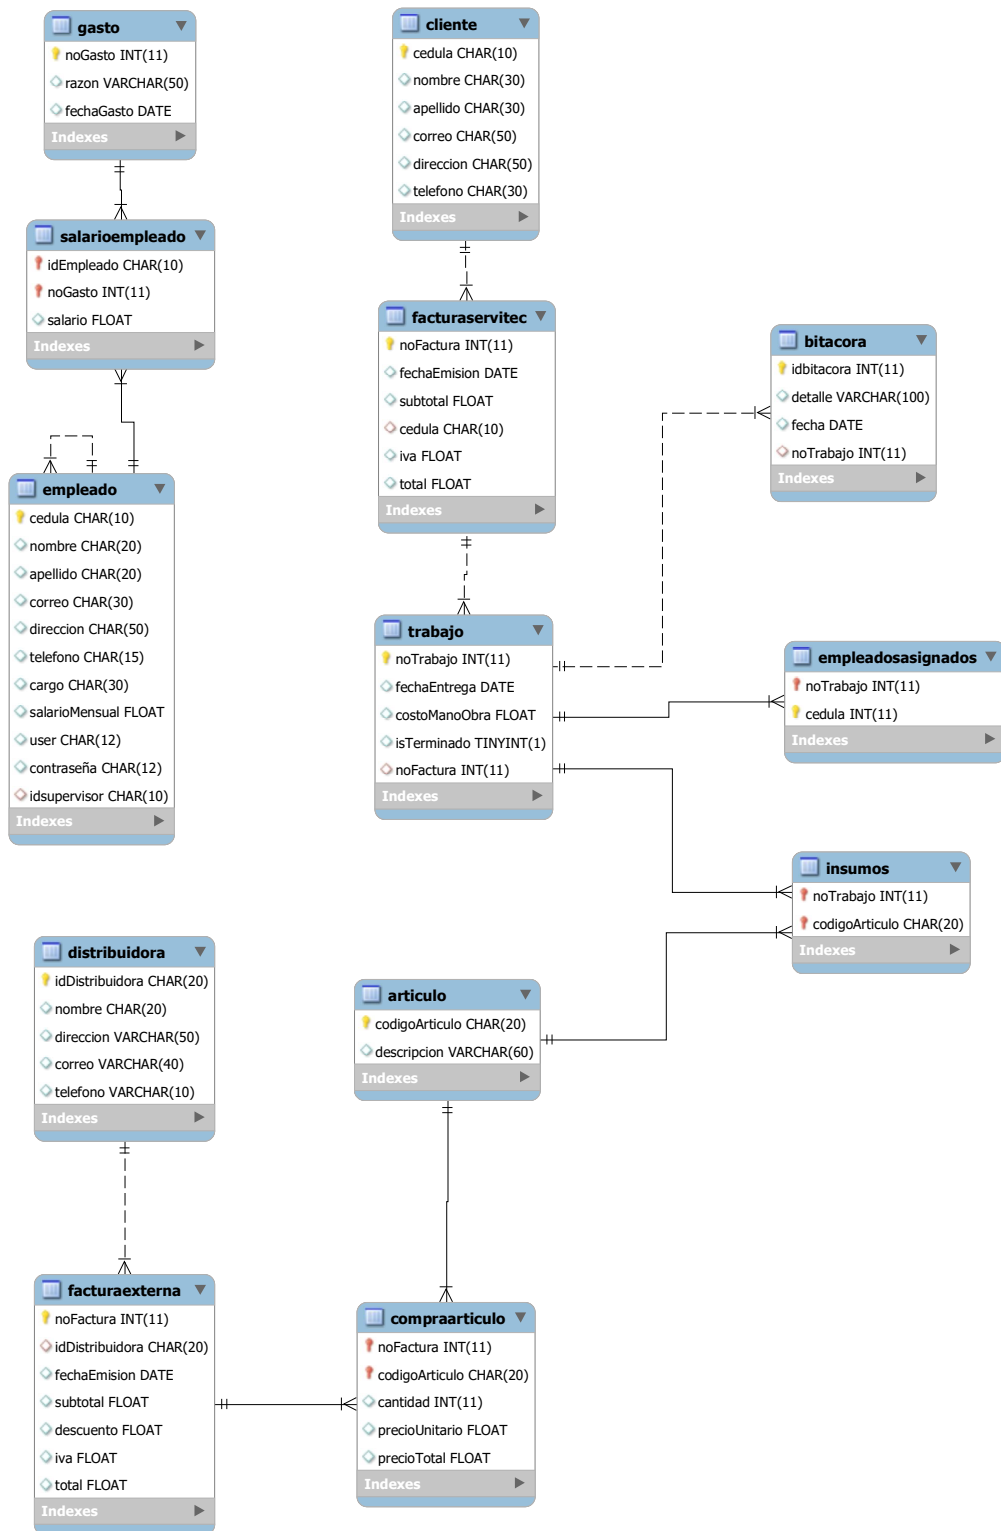 gasto
noGasto INT(11)
razon VARCHAR(50)
fechaGasto DATE
Indexes
cliente
cedula CHAR(10)
nombre CHAR(30)
apellido CHAR(30)
correo CHAR(50)
direccion CHAR(50)
telefono CHAR(30)
Indexes
salarioempleado
idEmpleado CHAR(10)
noGasto INT(11)
salario FLOAT
Indexes
facturaservitec
noFactura INT(11)
fechaEmision DATE
subtotal FLOAT
cedula CHAR(10)
iva FLOAT
total FLOAT
Indexes
bitacora
idbitacora INT(11)
detalle VARCHAR(100)
fecha DATE
noTrabajo INT(11)
Indexes
empleado
cedula CHAR(10)
nombre CHAR(20)
apellido CHAR(20)
correo CHAR(30)
direccion CHAR(50)
telefono CHAR(15)
cargo CHAR(30)
salarioMensual FLOAT
user CHAR(12)
contraseña CHAR(12)
idsupervisor CHAR(10)
Indexes
trabajo
noTrabajo INT(11)
fechaEntrega DATE
costoManoObra FLOAT
isTerminado TINYINT(1)
noFactura INT(11)
Indexes
empleadosasignados
noTrabajo INT(11)
cedula INT(11)
Indexes
insumos
noTrabajo INT(11)
codigoArticulo CHAR(20)
Indexes
distribuidora
idDistribuidora CHAR(20)
nombre CHAR(20)
direccion VARCHAR(50)
correo VARCHAR(40)
telefono VARCHAR(10)
Indexes
articulo
codigoArticulo CHAR(20)
descripcion VARCHAR(60)
Indexes
facturaexterna
noFactura INT(11)
idDistribuidora CHAR(20)
fechaEmision DATE
subtotal FLOAT
descuento FLOAT
iva FLOAT
total FLOAT
Indexes
compraarticulo
noFactura INT(11)
codigoArticulo CHAR(20)
cantidad INT(11)
precioUnitario FLOAT
precioTotal FLOAT
Indexes